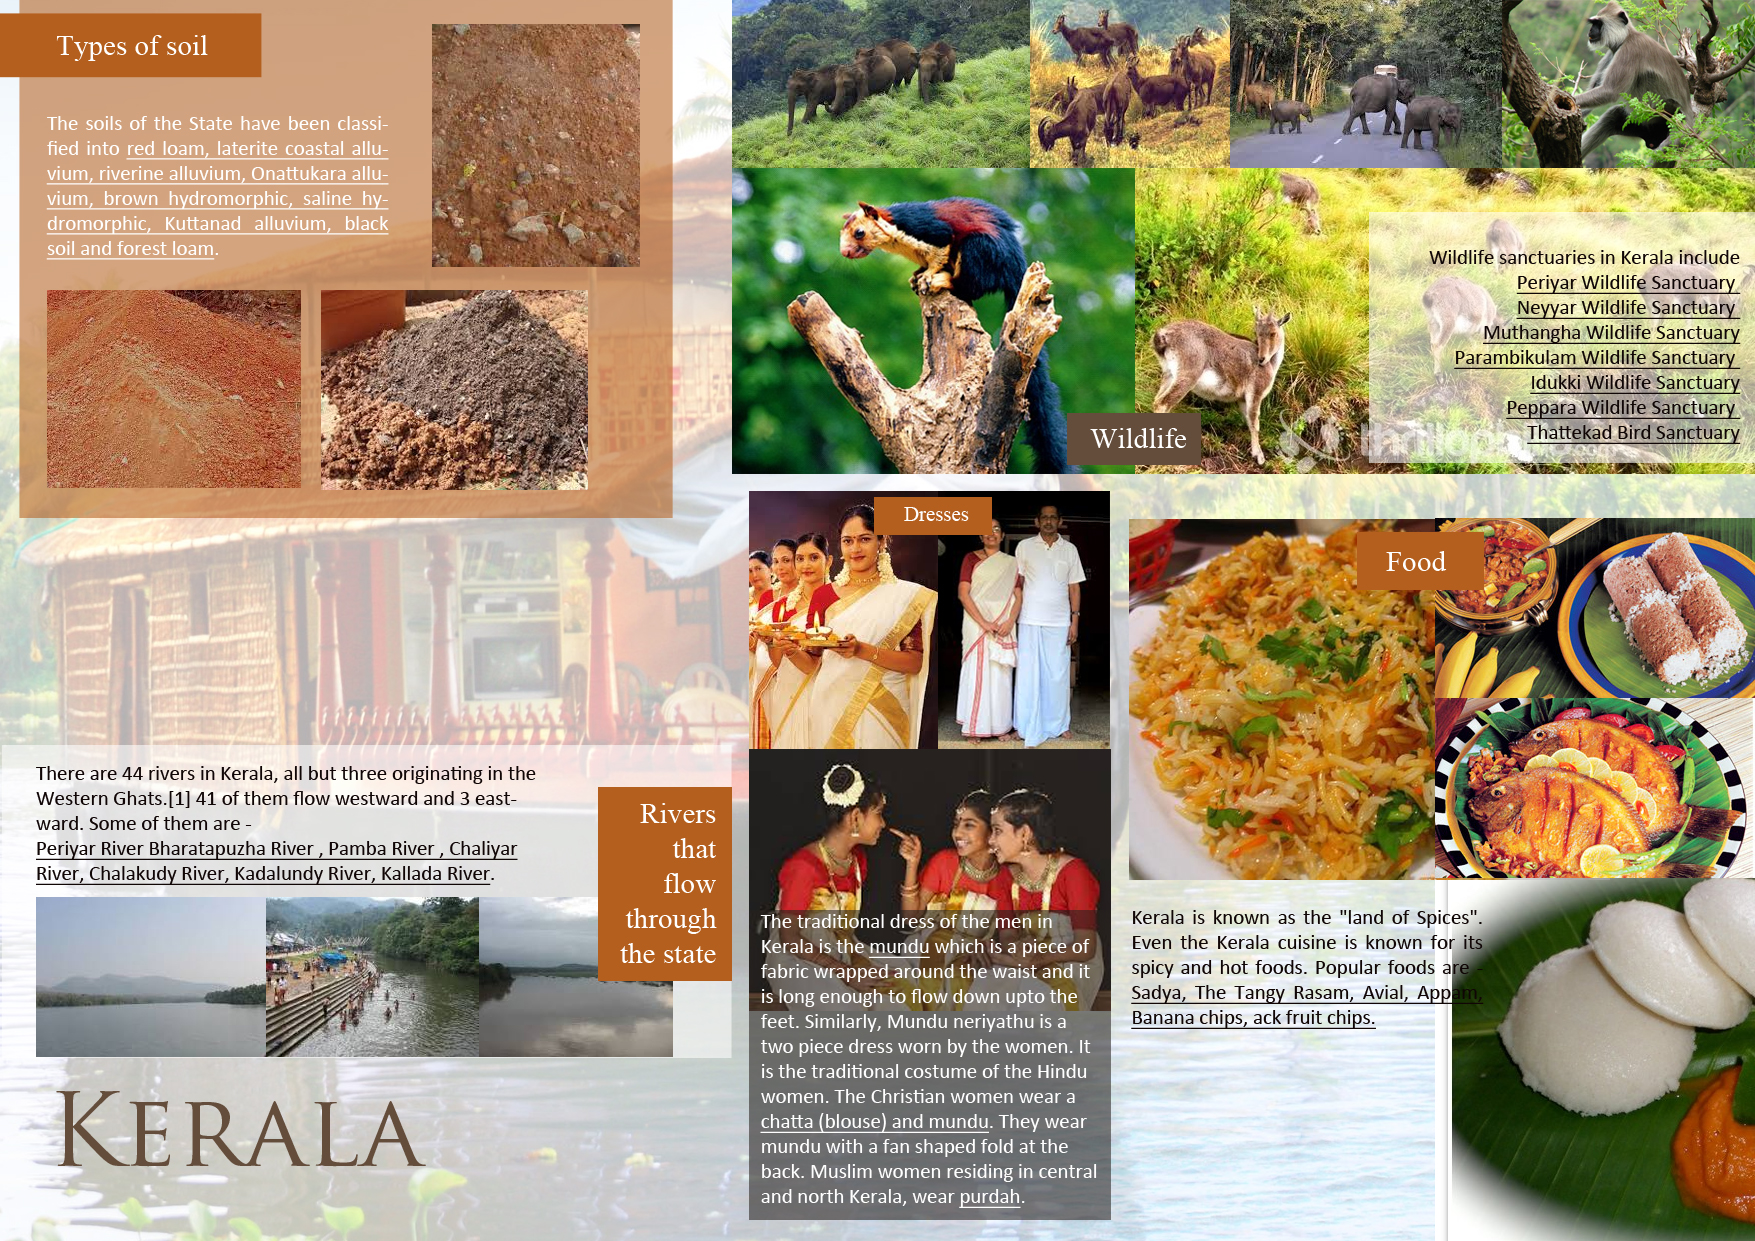 Types of soil
The soils of the State have been classi-
fied into red loam, laterite coastal allu-
vium, riverine alluvium, Onattukara allu-
vium, brown hydromorphic, saline hy-
dromorphic, Kuttanad alluvium, black
soil and forest loam.
Wildlife sanctuaries in Kerala include
Periyar Wildlife Sanctuary
Neyyar Wildlife Sanctuary
Muthangha Wildlife Sanctuary
Parambikulam Wildlife Sanctuary
Idukki Wildlife Sanctuary
Peppara Wildlife Sanctuary
Thattekad Bird Sanctuary
Wildlife
There are 44 rivers in Kerala, all but three originating in the
Western Ghats.[1] 41 of them flow westward and 3 east-
ward. Some of them are -
Periyar River Bharatapuzha River , Pamba River , Chaliyar
River, Chalakudy River, Kadalundy River, Kallada River.
Rivers
that
flow
through
the state
KERALA
Dresses
The traditional dress of the men in
Kerala is the mundu which is a piece of
fabric wrapped around the waist and it
is long enough to flow down upto the
feet. Similarly, Mundu neriyathu is a
two piece dress worn by the women. It
is the traditional costume of the Hindu
women. The Christian women wear a
chatta (blouse) and mundu. They wear
mundu with a fan shaped fold at the
back. Muslim women residing in central
and north Kerala, wear purdah.
Food
Kerala is known as the "land of Spices".
Even the Kerala cuisine is known for its
spicy and hot foods. Popular foods are -
Sadya, The Tangy Rasam, Avial, Appam,
Banana chips, ack fruit chips.